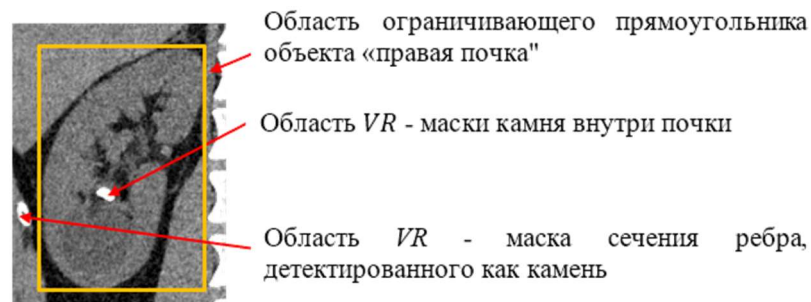 Область ограничивающего прямоугольника
объекта «правая почка"
Область VR - маски камня внутри почки
Область VR - маска сечения ребра,
детектированного как камень